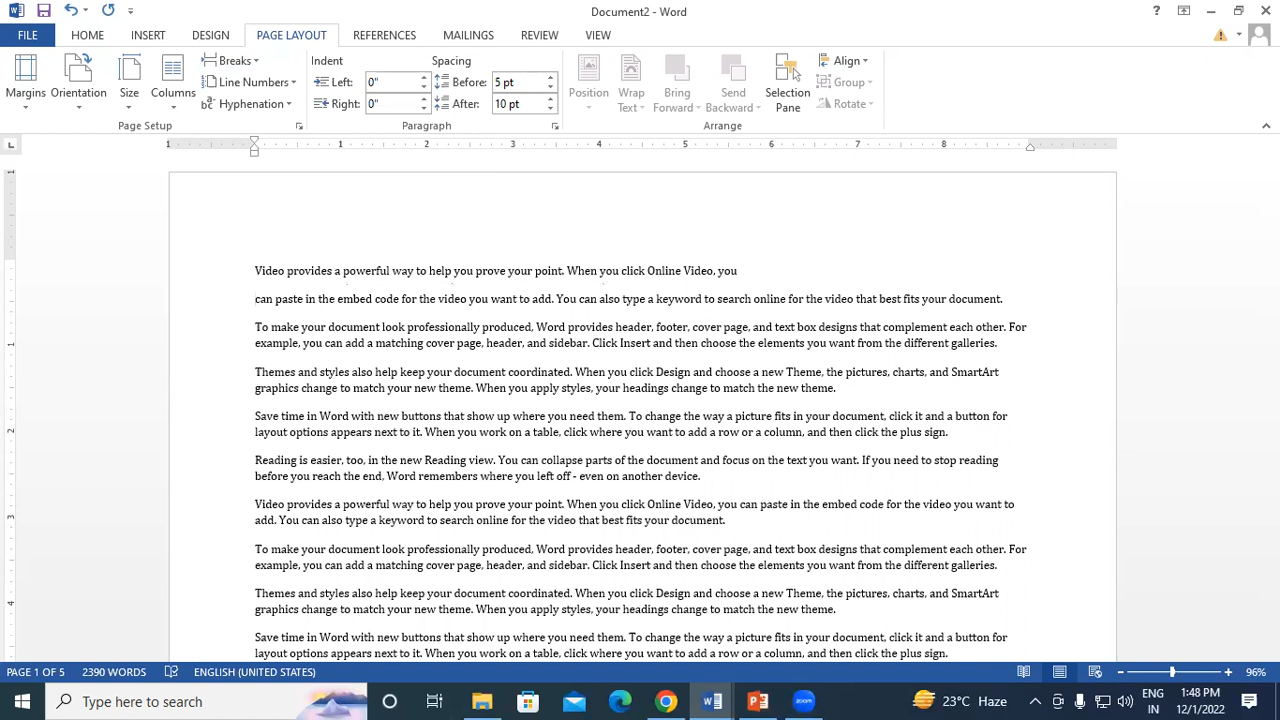 Document2 - Word
?
FILE HOME INSERT DESIGN PAGE LAYOUT REFERENCES MAILINGS REVIEW VIEW
Margins Orientation Size Columns Breaks Line Numbers Hyphenation
Indent Spacing
Left: 0" Before: 5 pt
Right: 0" After: 10 pt
Position Wrap Text Bring Forward Send Backward Selection Pane Align Group Rotate
Page Setup Paragraph Arrange
1 1 2 3 4 5 6 7 8
Video provides a powerful way to help you prove your point. When you click Online Video, you
can paste in the embed code for the video you want to add. You can also type a keyword to search online for the video that best fits your document.
To make your document look professionally produced, Word provides header, footer, cover page, and text box designs that complement each other. For
example, you can add a matching cover page, header, and sidebar. Click Insert and then choose the elements you want from the different galleries.
Themes and styles also help keep your document coordinated. When you click Design and choose a new Theme, the pictures, charts, and SmartArt
graphics change to match your new theme. When you apply styles, your headings change to match the new theme.
Save time in Word with new buttons that show up where you need them. To change the way a picture fits in your document, click it and a button for
layout options appears next to it. When you work on a table, click where you want to add a row or a column, and then click the plus sign.
Reading is easier, too, in the new Reading view. You can collapse parts of the document and focus on the text you want. If you need to stop reading
before you reach the end, Word remembers where you left off - even on another device.
Video provides a powerful way to help you prove your point. When you click Online Video, you can paste in the embed code for the video you want to
add. You can also type a keyword to search online for the video that best fits your document.
To make your document look professionally produced, Word provides header, footer, cover page, and text box designs that complement each other. For
example, you can add a matching cover page, header, and sidebar. Click Insert and then choose the elements you want from the different galleries.
Themes and styles also help keep your document coordinated. When you click Design and choose a new Theme, the pictures, charts, and SmartArt
graphics change to match your new theme. When you apply styles, your headings change to match the new theme.
Save time in Word with new buttons that show up where you need them. To change the way a picture fits in your document, click it and a button for
layout options appears next to it. When you work on a table, click where you want to add a row or a column, and then click the plus sign.
1
1
2
3
4
PAGE 1 OF 5 2390 WORDS ENGLISH (UNITED STATES) 96%
Type here to search 23°C Haze ENG IN 1:48 PM 12/1/2022
zoom